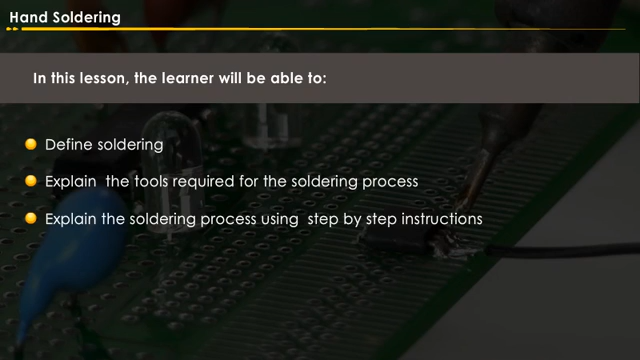 Hand Soldering
In this lesson, the learner will be able to:
Define soldering
Explain  the tools required for the soldering process
Explain the soldering process using  step by step instructions